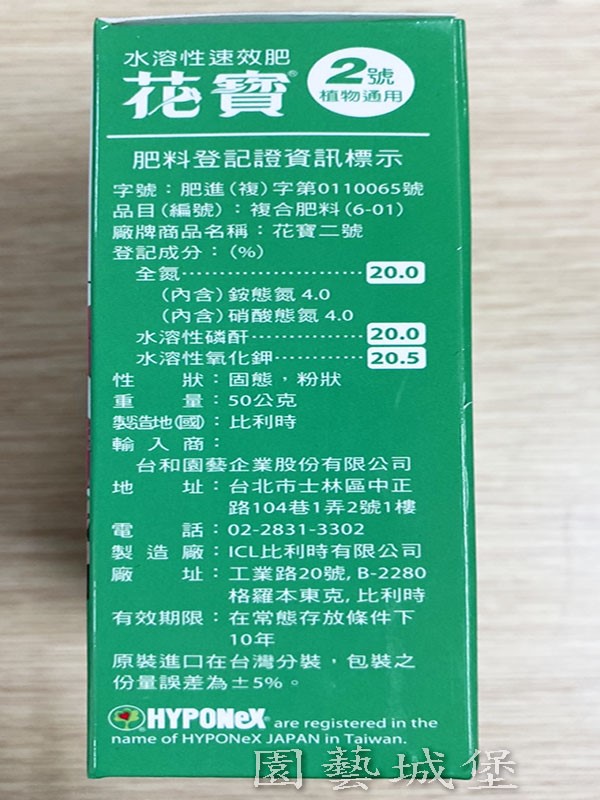 水溶性速效肥
花寶® 2號
植物通用
肥料登記證資訊標示
字號：肥進(複)字第0110065號
品目(編號)：複合肥料(6-01)
廠牌商品名稱：花寶二號
登記成分：(%)
全氮························20.0
(內含)銨態氮 4.0
(內含)硝酸態氮 4.0
水溶性磷酐············20.0
水溶性氧化鉀············20.5
性狀：固態，粉狀
重量：50公克
製造地(國)：比利時
輸入商：
台和園藝企業股份有限公司
地址：台北市士林區中正
路104巷1弄2號1樓
電話：02-2831-3302
製造廠：ICL比利時有限公司
廠址：工業路20號, B-2280
格羅本東克, 比利時
有效期限：在常態存放條件下
10年
原裝進口在台灣分裝，包裝之
份量誤差為±5%。
HYPONeX® are registered in the
name of HYPONeX JAPAN in Taiwan.
園藝城堡